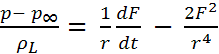 (p − p∞)/ρL = (1/r)(dF/dt) − 2F²/r⁴